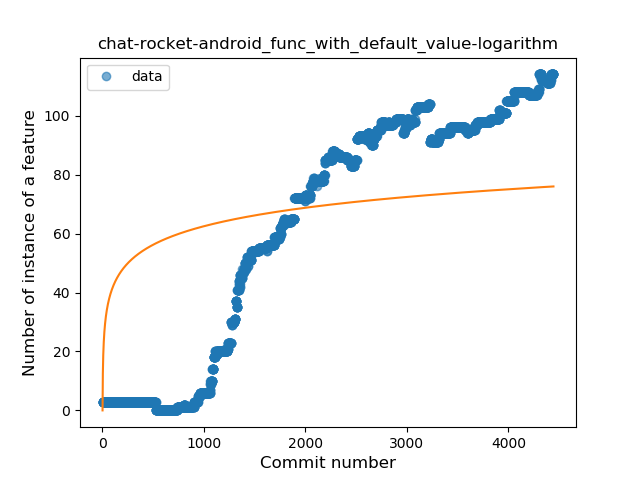 chat-rocket-android_func_with_default_value-logarithm
data
Number of instance of a feature
100
80
60
40
20
0
0 1000 2000 3000 4000
Commit number